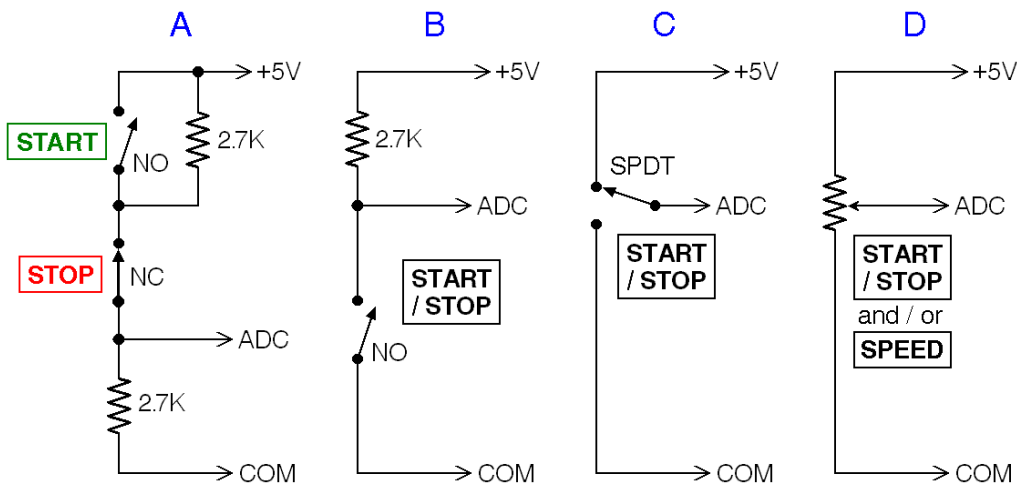 A
+5V
START
2.7K
NO
STOP
NC
ADC
2.7K
COM
B
+5V
2.7K
ADC
START
/ STOP
NO
COM
C
+5V
SPDT
ADC
START
/ STOP
COM
D
+5V
ADC
START
/ STOP
and / or
SPEED
COM